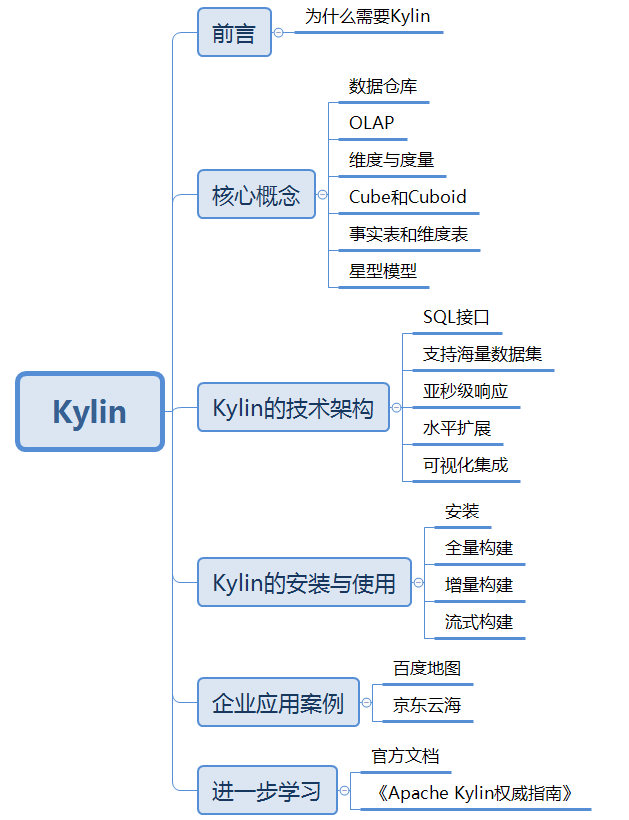 Kylin
前言
为什么需要Kylin
核心概念
数据仓库
OLAP
维度与度量
Cube和Cuboid
事实表和维度表
星型模型
Kylin的技术架构
SQL接口
支持海量数据集
亚秒级响应
水平扩展
可视化集成
Kylin的安装与使用
安装
全量构建
增量构建
流式构建
企业应用案例
百度地图
京东云海
进一步学习
官方文档
《Apache Kylin权威指南》